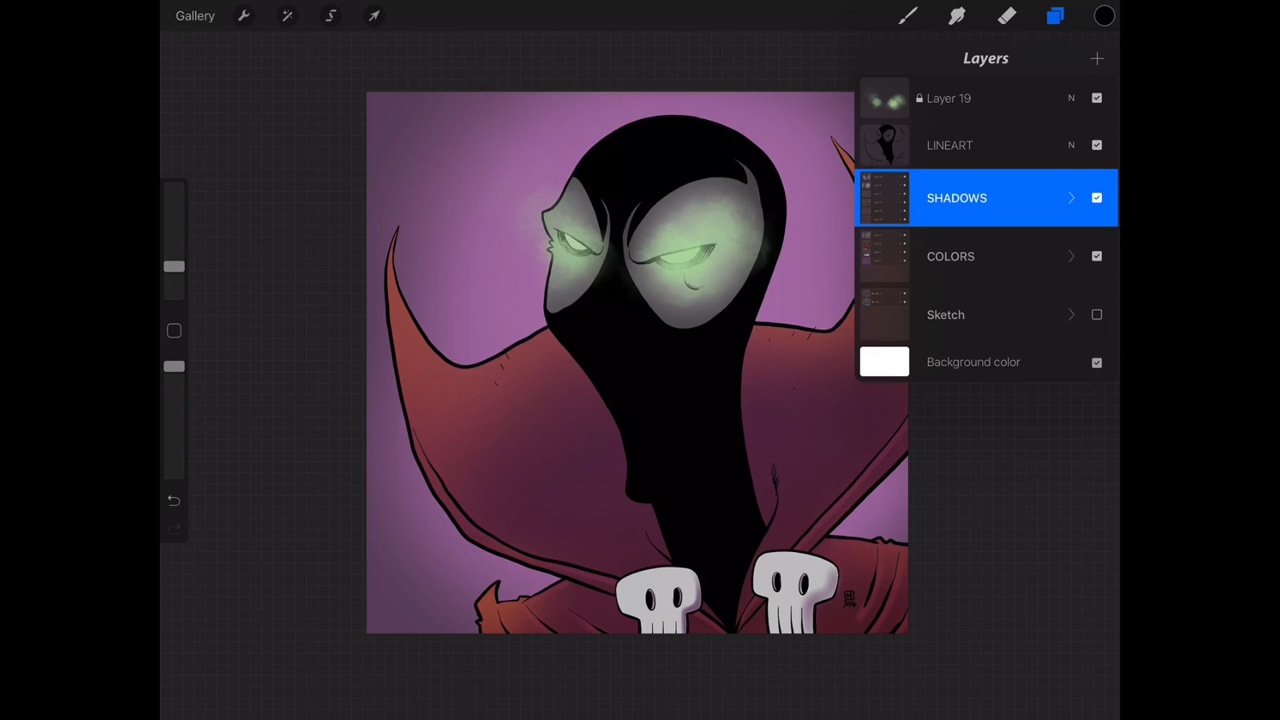 Gallery
Layers
Layer 19
N
LINEART
N
SHADOWS
COLORS
Sketch
Background color